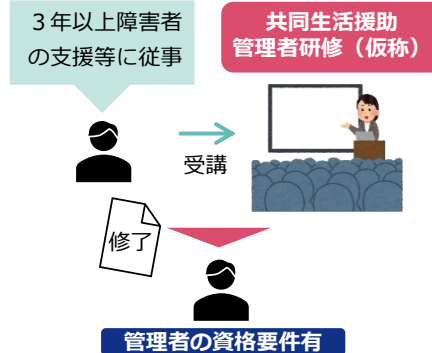 ３年以上障害者
の支援等に従事
共同生活援助
管理者研修（仮称）
受講
修了
管理者の資格要件有